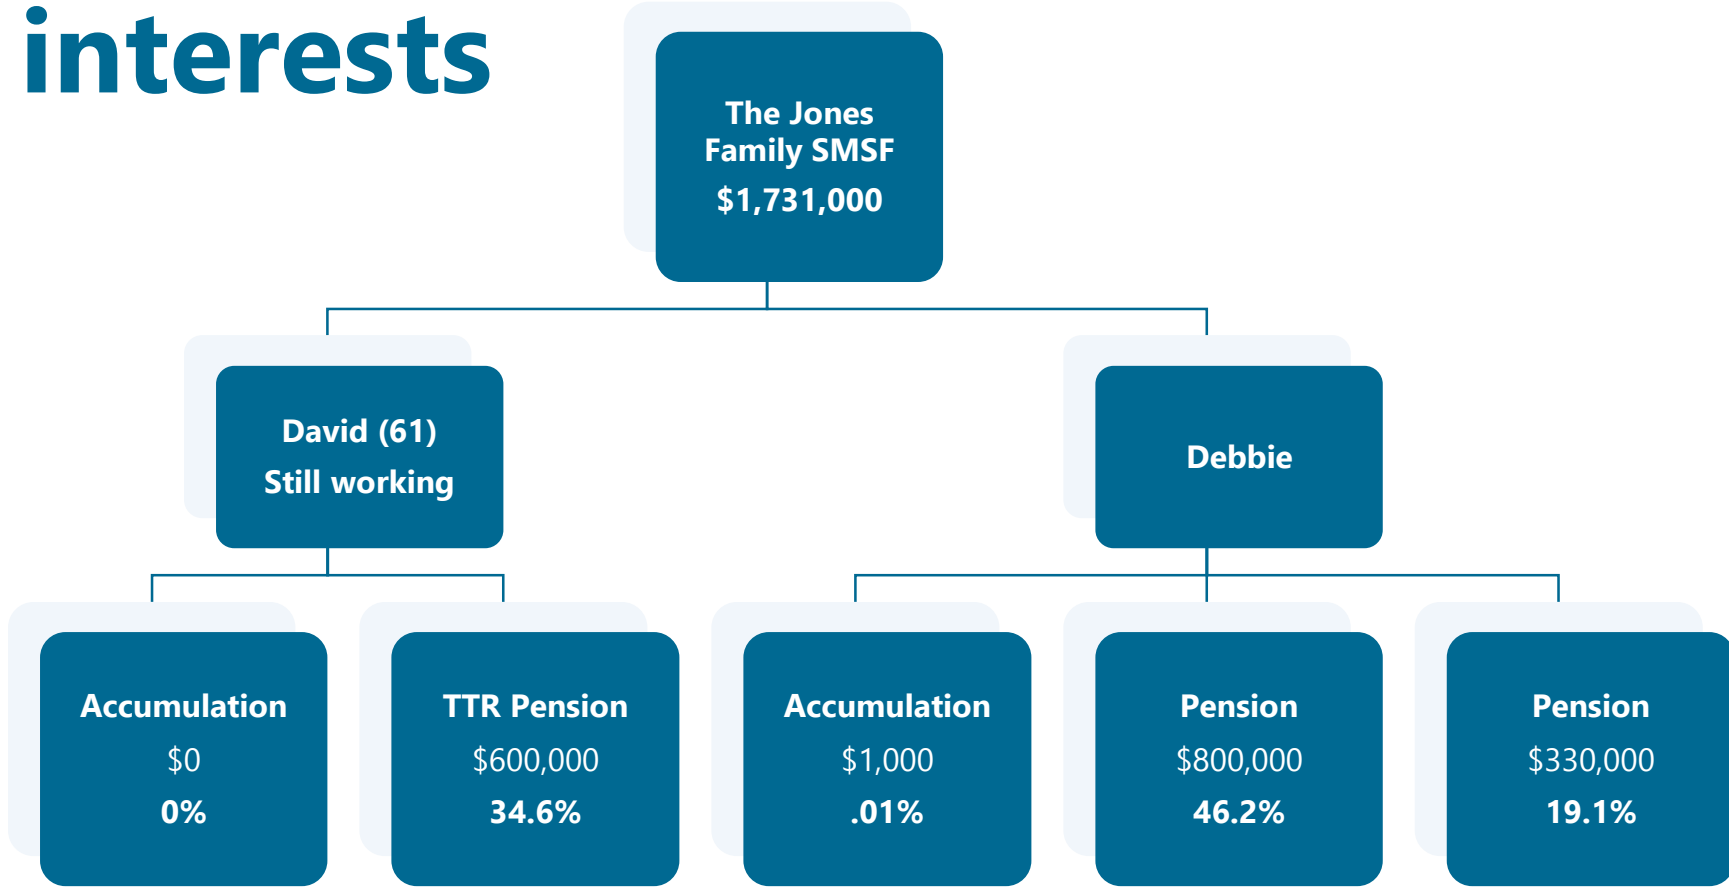 interests
The Jones
Family SMSF
$1,731,000
David (61)
Still working
Debbie
Accumulation
$0
0%
TTR Pension
$600,000
34.6%
Accumulation
$1,000
.01%
Pension
$800,000
46.2%
Pension
$330,000
19.1%